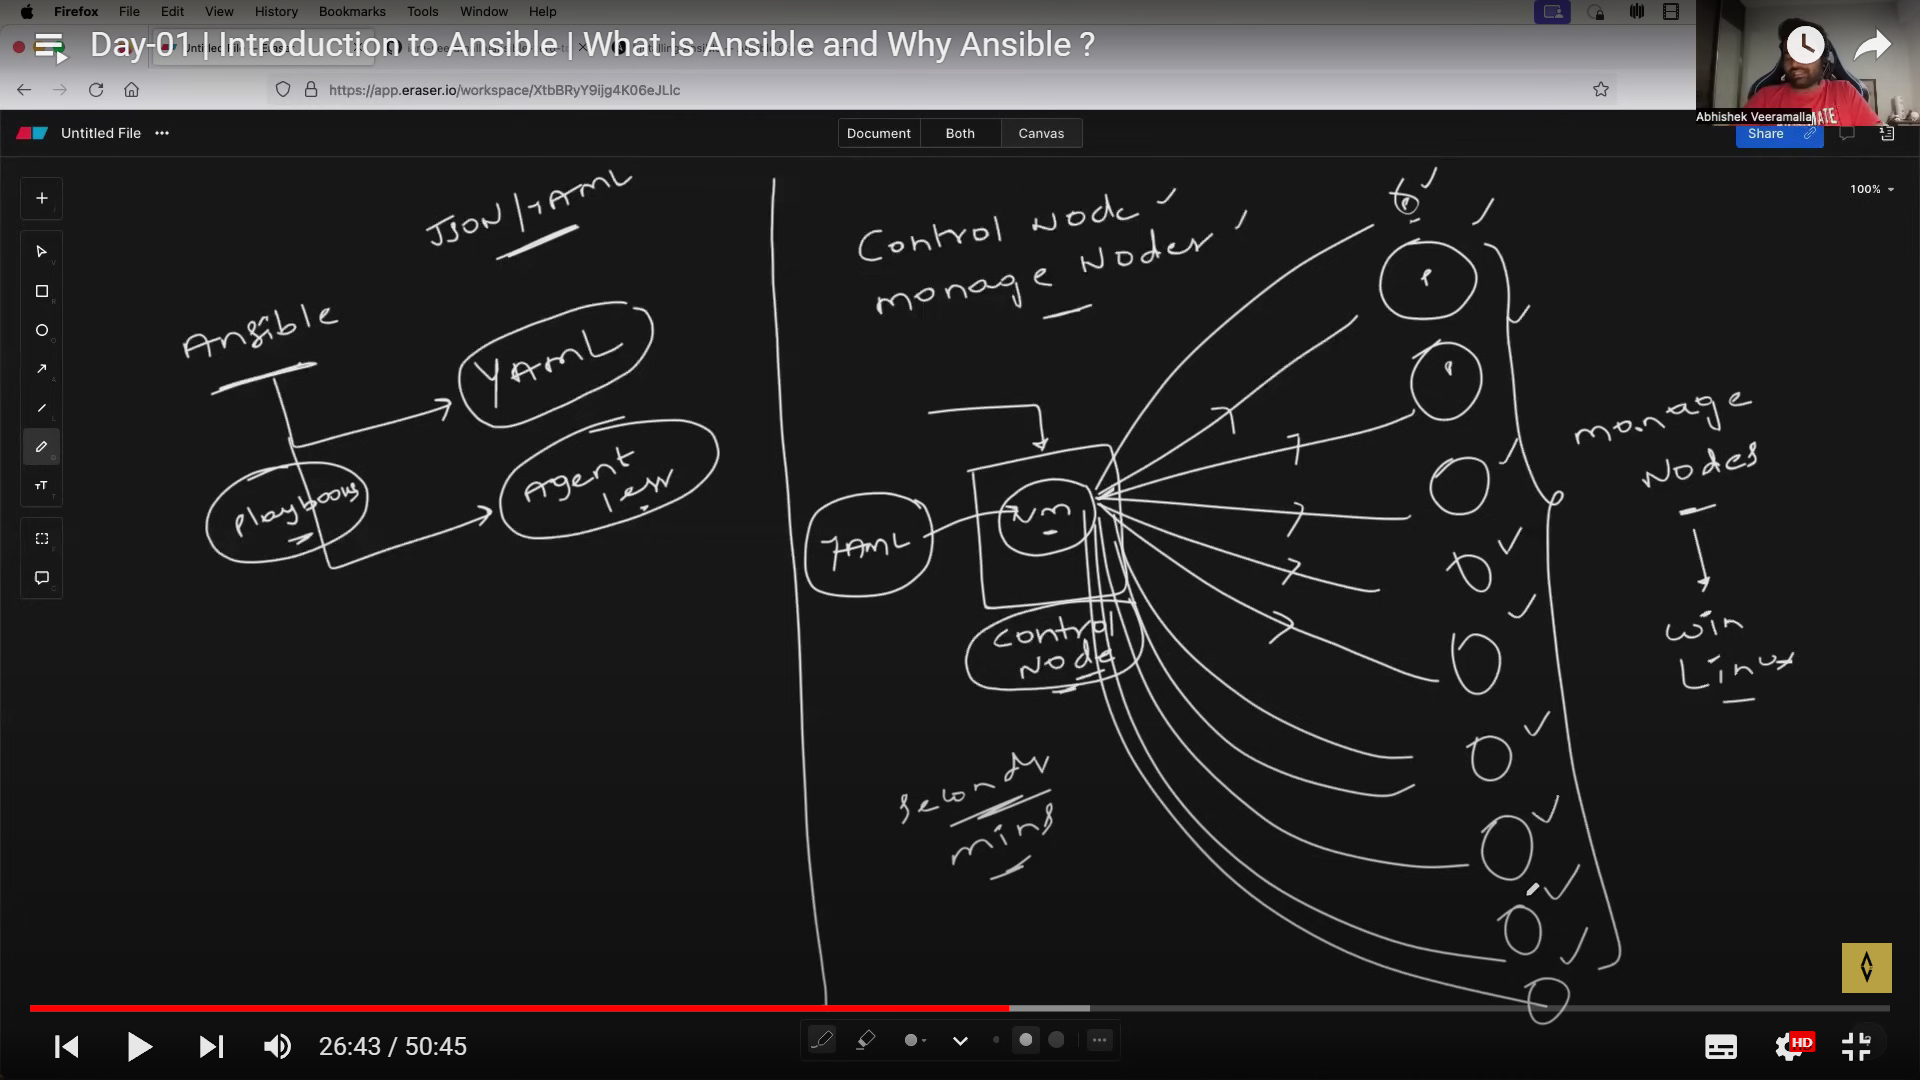 Firefox File Edit View History Bookmarks Tools Window Help
Day-01 | Introduction to Ansible | What is Ansible and Why Ansible ?
https://app.eraser.io/workspace/XtbBRyY9ijg4K06eJLlc
Abhishek Veeramalla
Untitled File
Document Both Canvas
Share
100%
JSON/YAML
Control Node
manage Nodes
Ansible
YAML
manage
Nodes
Agent
less
playbooks
YAML
control
node
win
Linux
seconds
mins
26:43 / 50:45
HD